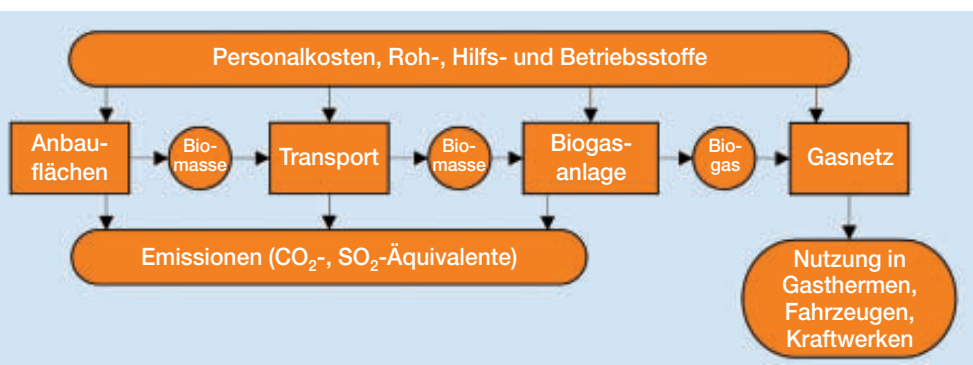 Personalkosten, Roh-, Hilfs- und Betriebsstoffe
Anbau-
flächen
Bio-
masse
Transport
Bio-
masse
Biogas-
anlage
Bio-
gas
Gasnetz
Emissionen (CO₂-, SO₂-Äquivalente)
Nutzung in
Gasthermen,
Fahrzeugen,
Kraftwerken